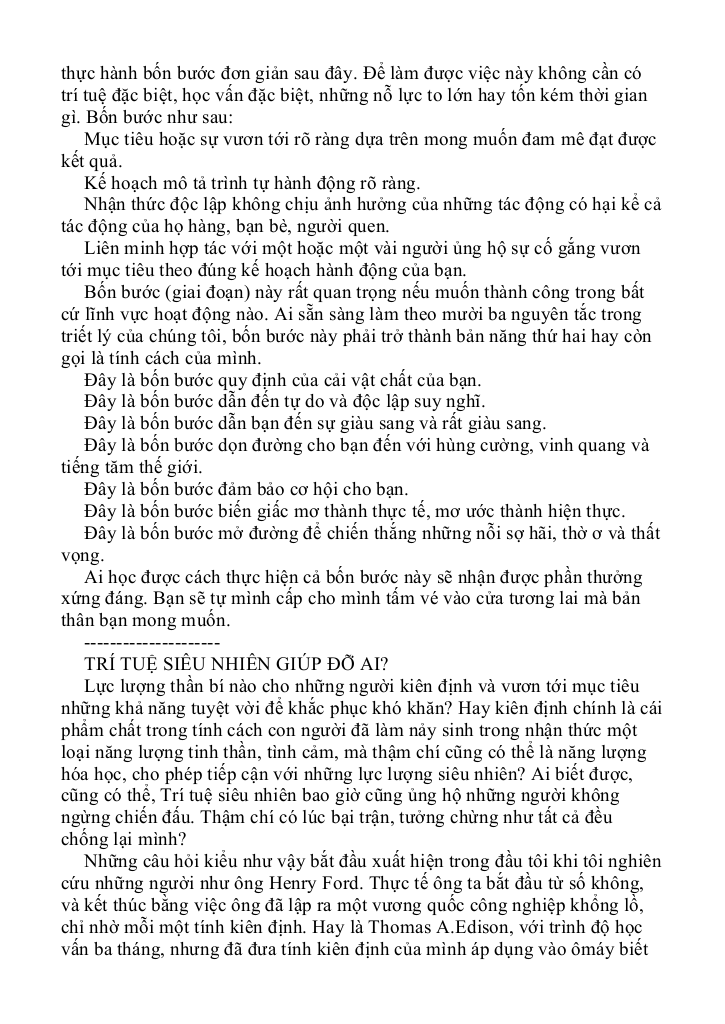 thực hành bốn bước đơn giản sau đây. Để làm được việc này không cần có
trí tuệ đặc biệt, học vấn đặc biệt, những nỗ lực to lớn hay tốn kém thời gian
gì. Bốn bước như sau:
Mục tiêu hoặc sự vươn tới rõ ràng dựa trên mong muốn đam mê đạt được
kết quả.
Kế hoạch mô tả trình tự hành động rõ ràng.
Nhận thức độc lập không chịu ảnh hưởng của những tác động có hại kể cả
tác động của họ hàng, bạn bè, người quen.
Liên minh hợp tác với một hoặc một vài người ủng hộ sự cố gắng vươn
tới mục tiêu theo đúng kế hoạch hành động của bạn.
Bốn bước (giai đoạn) này rất quan trọng nếu muốn thành công trong bất
cứ lĩnh vực hoạt động nào. Ai sẵn sàng làm theo mười ba nguyên tắc trong
triết lý của chúng tôi, bốn bước này phải trở thành bản năng thứ hai hay còn
gọi là tính cách của mình.
Đây là bốn bước quy định của cải vật chất của bạn.
Đây là bốn bước dẫn đến tự do và độc lập suy nghĩ.
Đây là bốn bước dẫn bạn đến sự giàu sang và rất giàu sang.
Đây là bốn bước dọn đường cho bạn đến với hùng cường, vinh quang và
tiếng tăm thế giới.
Đây là bốn bước đảm bảo cơ hội cho bạn.
Đây là bốn bước biến giấc mơ thành thực tế, mơ ước thành hiện thực.
Đây là bốn bước mở đường để chiến thắng những nỗi sợ hãi, thờ ơ và thất
vọng.
Ai học được cách thực hiện cả bốn bước này sẽ nhận được phần thưởng
xứng đáng. Bạn sẽ tự mình cấp cho mình tấm vé vào cửa tương lai mà bản
thân bạn mong muốn.
---------------------
TRÍ TUỆ SIÊU NHIÊN GIÚP ĐỠ AI?
Lực lượng thần bí nào cho những người kiên định và vươn tới mục tiêu
những khả năng tuyệt vời để khắc phục khó khăn? Hay kiên định chính là cái
phẩm chất trong tính cách con người đã làm nảy sinh trong nhận thức một
loại năng lượng tinh thần, tình cảm, mà thậm chí cũng có thể là năng lượng
hóa học, cho phép tiếp cận với những lực lượng siêu nhiên? Ai biết được,
cũng có thể, Trí tuệ siêu nhiên bao giờ cũng ủng hộ những người không
ngừng chiến đấu. Thậm chí có lúc bại trận, tưởng chừng như tất cả đều
chống lại mình?
Những câu hỏi kiểu như vậy bắt đầu xuất hiện trong đầu tôi khi tôi nghiên
cứu những người như ông Henry Ford. Thực tế ông ta bắt đầu từ số không,
và kết thúc bằng việc ông đã lập ra một vương quốc công nghiệp khổng lồ,
chỉ nhờ mỗi một tính kiên định. Hay là Thomas A.Edison, với trình độ học
vấn ba tháng, nhưng đã đưa tính kiên định của mình áp dụng vào ômáy biết